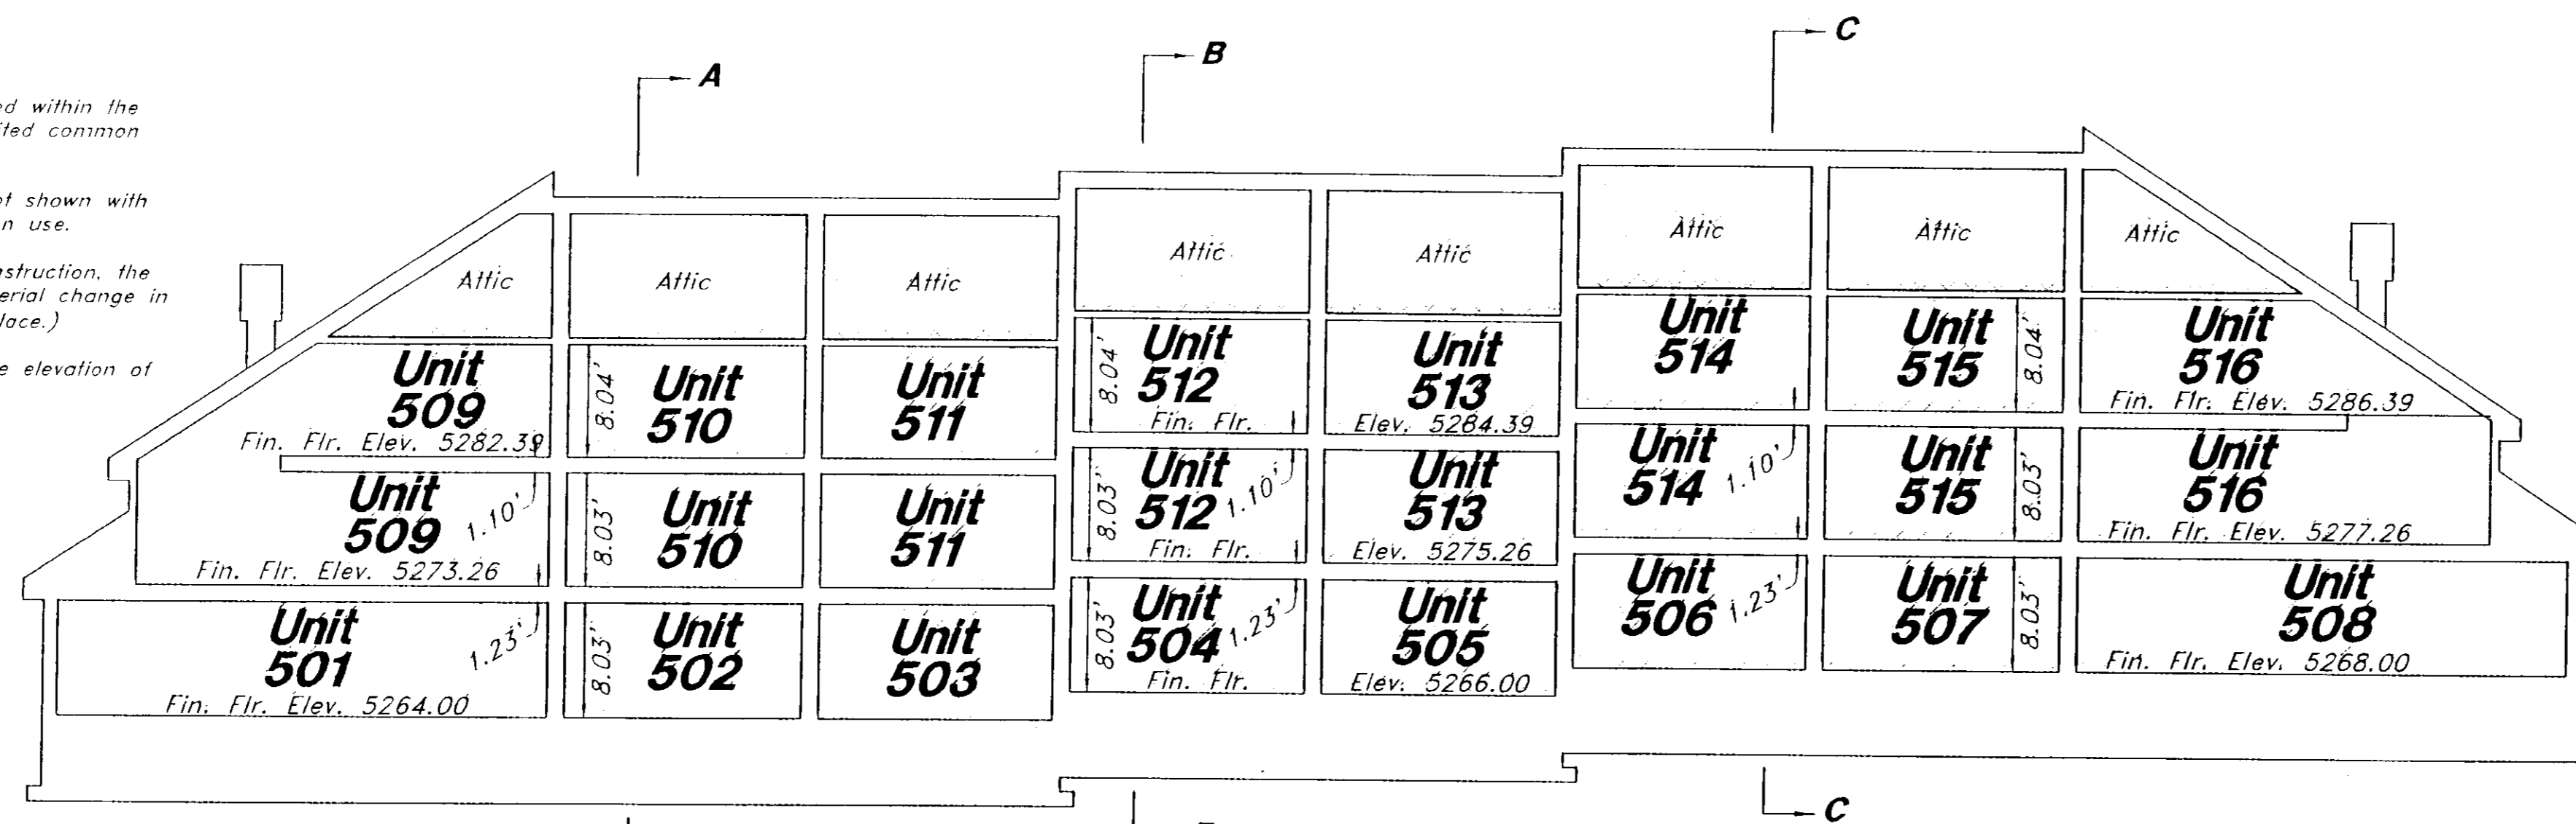 C
B
A
ed within the
ited common
ot shown with
n use.
nstruction, the
erial change in
lace.)
e elevation of
Attic
Attic
Attic
Attic
Attic
Attic
Attic
Attic
Unit
509
Fin. Flr. Elev. 5282.39
8.04'
Unit
510
Unit
511
8.04'
Unit
512
Fin. Flr.
Unit
513
Elev. 5284.39
Unit
514
Unit
515
8.04'
Unit
516
Fin. Flr. Elev. 5286.39
Unit
509
1.10'
Fin. Flr. Elev. 5273.26
8.03'
Unit
510
Unit
511
8.03'
Unit
512
1.10'
Fin. Flr.
Unit
513
Elev. 5275.26
Unit
514
1.10'
Unit
515
8.03'
Unit
516
Fin. Flr. Elev. 5277.26
Unit
501
1.23'
Fin. Flr. Elev. 5264.00
8.03'
Unit
502
Unit
503
8.03'
Unit
504
1.23'
Fin. Flr.
Unit
505
Elev. 5266.00
Unit
506
1.23'
Unit
507
8.03'
Unit
508
Fin. Flr. Elev. 5268.00
C